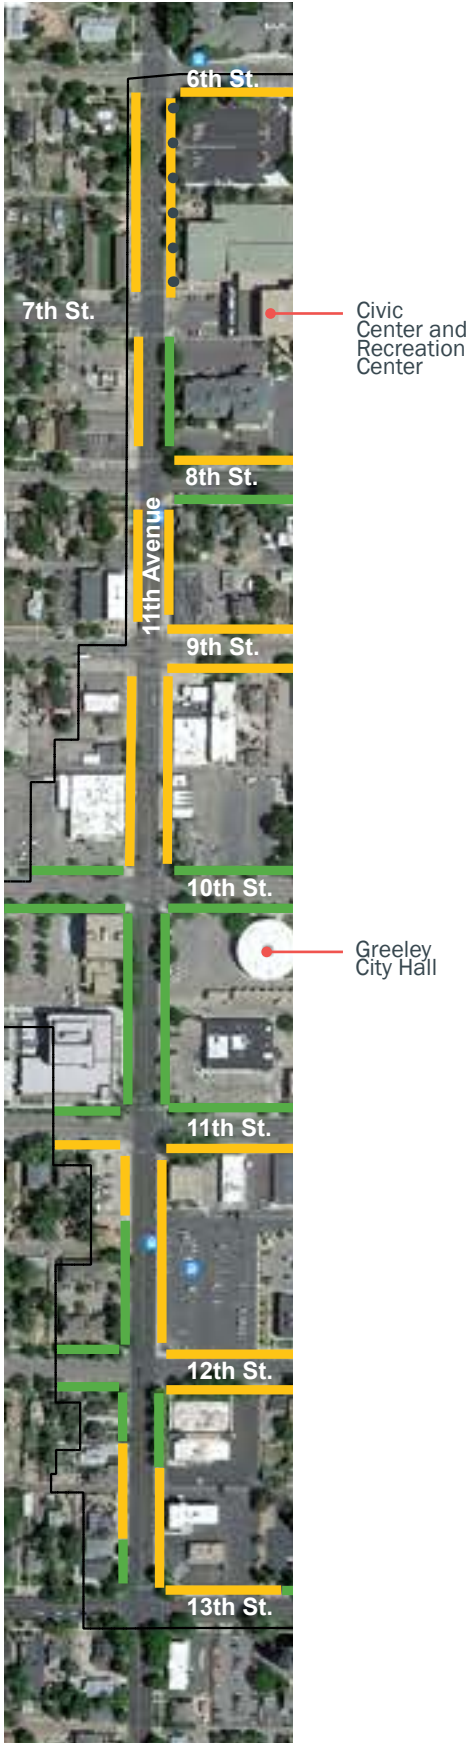 6th St.
7th St.
Civic
Center and
Recreation
Center
8th St.
11th Avenue
9th St.
10th St.
Greeley
City Hall
11th St.
12th St.
13th St.